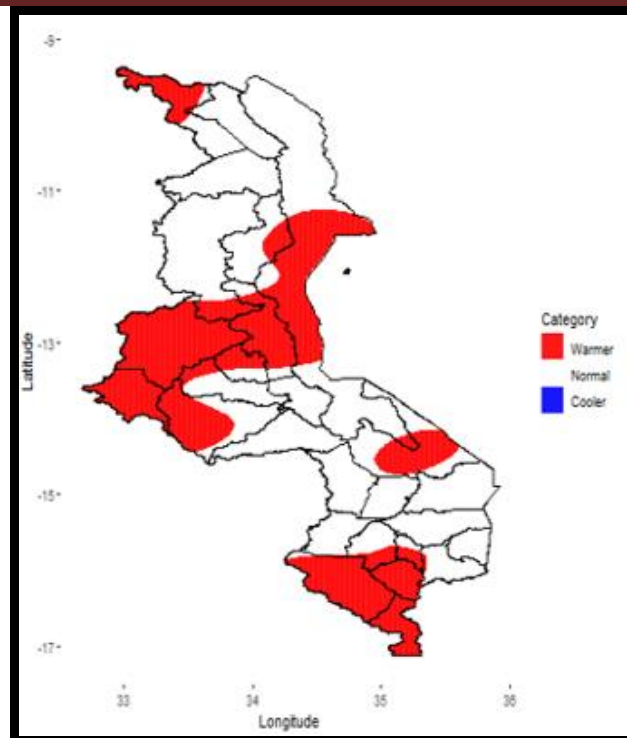 -9
-11
-13
-15
-17
Latitude
33
34
35
36
Longitude
Category
Warmer
Normal
Cooler